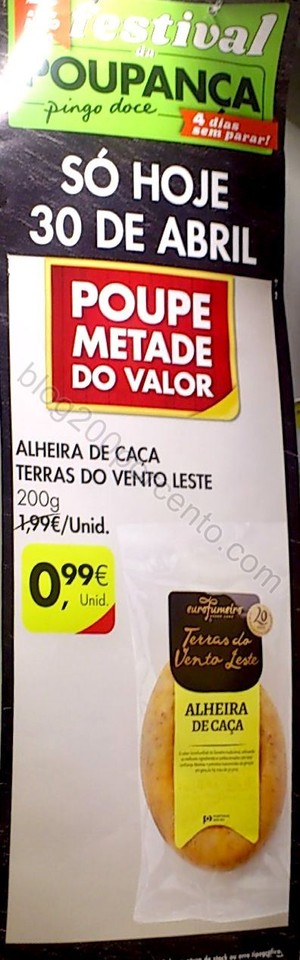 festival
da
POUPANÇA
pingo doce
4 dias
sem parar!
SÓ HOJE
30 DE ABRIL
POUPE
METADE
DO VALOR
ALHEIRA DE CAÇA
TERRAS DO VENTO LESTE
200g
1,99€/Unid.
0,99€
Unid.
blog200porcento.com
eurofumeiro
Terras do
Vento Leste
20
ALHEIRA
DE CAÇA